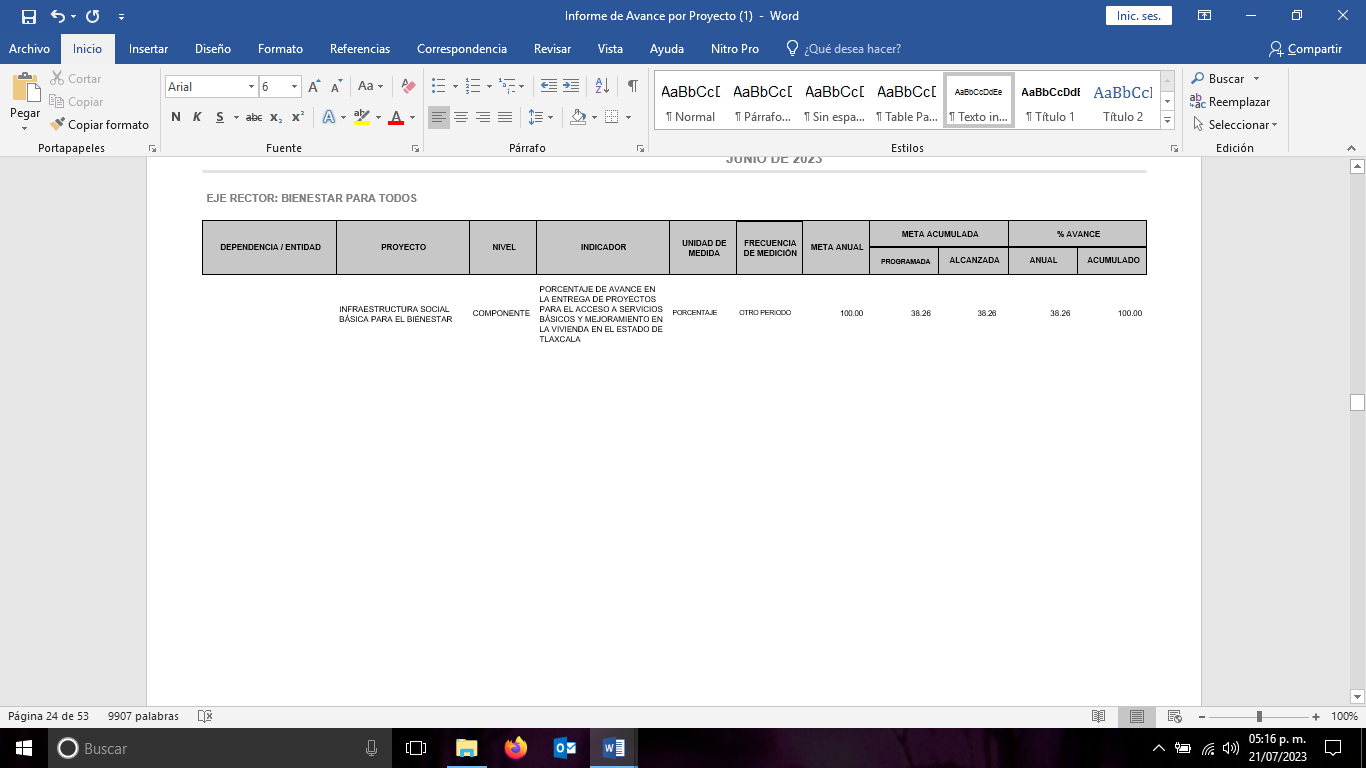 Informe de Avance por Proyecto (1) - Word
Inic. ses.
Archivo Inicio Insertar Diseño Formato Referencias Correspondencia Revisar Vista Ayuda Nitro Pro ¿Qué desea hacer? Compartir
Pegar
Cortar
Copiar
Copiar formato
Portapapeles
Arial 6
N K S abc x₂ x²
Fuente
Párrafo
AaBbCcD AaBbCcD AaBbCcD AaBbCcD AaBbCcDdEe AaBbCcDdE AaBbCcI
¶ Normal ¶ Párrafo... ¶ Sin espa... ¶ Table Pa... ¶ Texto in... ¶ Título 1 Título 2
Estilos
Buscar
Reemplazar
Seleccionar
Edición
JUNIO DE 2023
EJE RECTOR: BIENESTAR PARA TODOS
DEPENDENCIA / ENTIDAD
PROYECTO
NIVEL
INDICADOR
UNIDAD DE
MEDIDA
FRECUENCIA
DE MEDICIÓN
META ANUAL
META ACUMULADA
PROGRAMADA ALCANZADA
% AVANCE
ANUAL ACUMULADO
INFRAESTRUCTURA SOCIAL
BÁSICA PARA EL BIENESTAR
COMPONENTE
PORCENTAJE DE AVANCE EN
LA ENTREGA DE PROYECTOS
PARA EL ACCESO A SERVICIOS
BÁSICOS Y MEJORAMIENTO EN
LA VIVIENDA EN EL ESTADO DE
TLAXCALA
PORCENTAJE
OTRO PERIODO
100.00 38.26 38.26 38.26 100.00
Página 24 de 53 9907 palabras 100%
Buscar
05:16 p. m.
21/07/2023